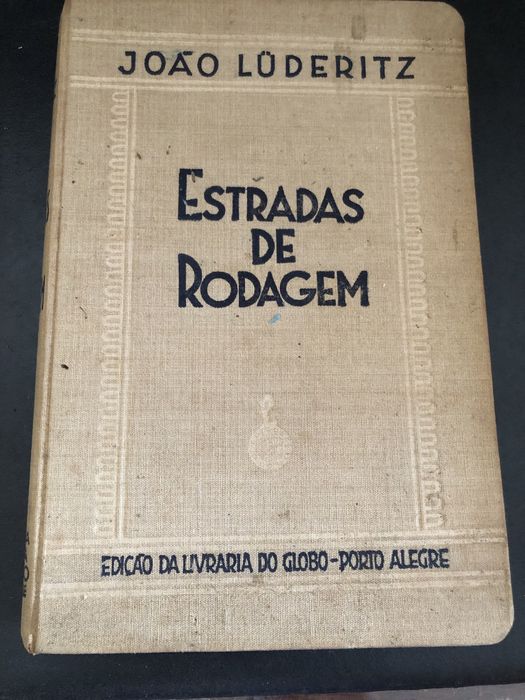 JOÃO LÜDERITZ
ESTRADAS
DE
RODAGEM
EDIÇÃO DA LIVRARIA DO GLOBO-PORTO ALEGRE